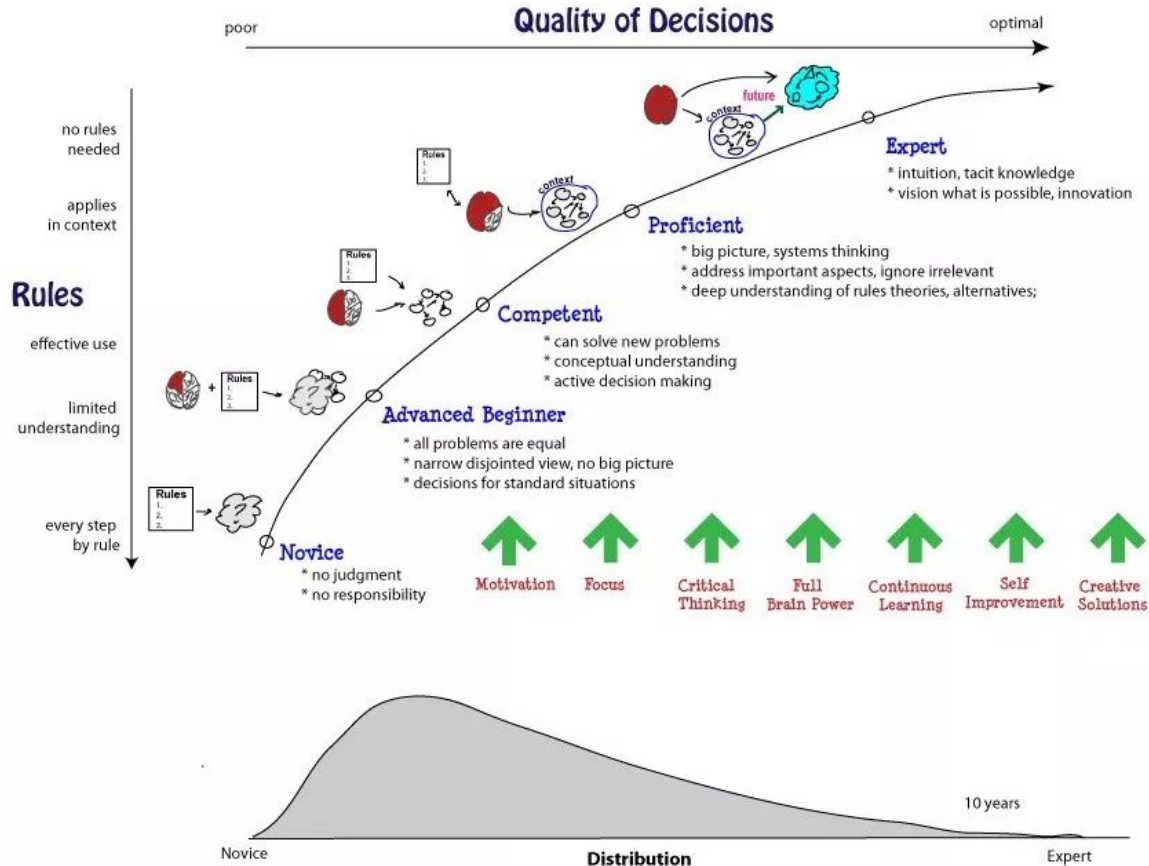 Quality of Decisions
poor
optimal
Rules
no rules
needed
applies
in context
effective use
limited
understanding
every step
by rule
future
context
Expert
* intuition, tacit knowledge
* vision what is possible, innovation
Rules
1.
2.
3.
context
Proficient
* big picture, systems thinking
* address important aspects, ignore irrelevant
* deep understanding of rules theories, alternatives;
Rules
1.
2.
3.
Competent
* can solve new problems
* conceptual understanding
* active decision making
+
Rules
1.
2.
3.
?
Advanced Beginner
* all problems are equal
* narrow disjointed view, no big picture
* decisions for standard situations
Rules
1.
2.
3.
?
Novice
* no judgment
* no responsibility
Motivation
Focus
Critical
Thinking
Full
Brain Power
Continuous
Learning
Self
Improvement
Creative
Solutions
10 years
Novice
Distribution
Expert